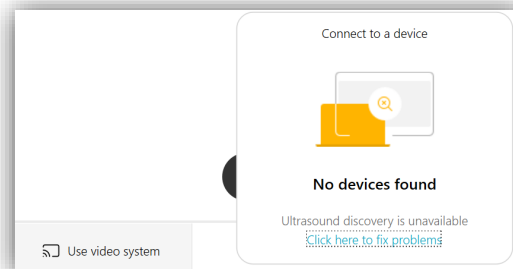 Connect to a device
No devices found
Ultrasound discovery is unavailable
Click here to fix problems
Use video system